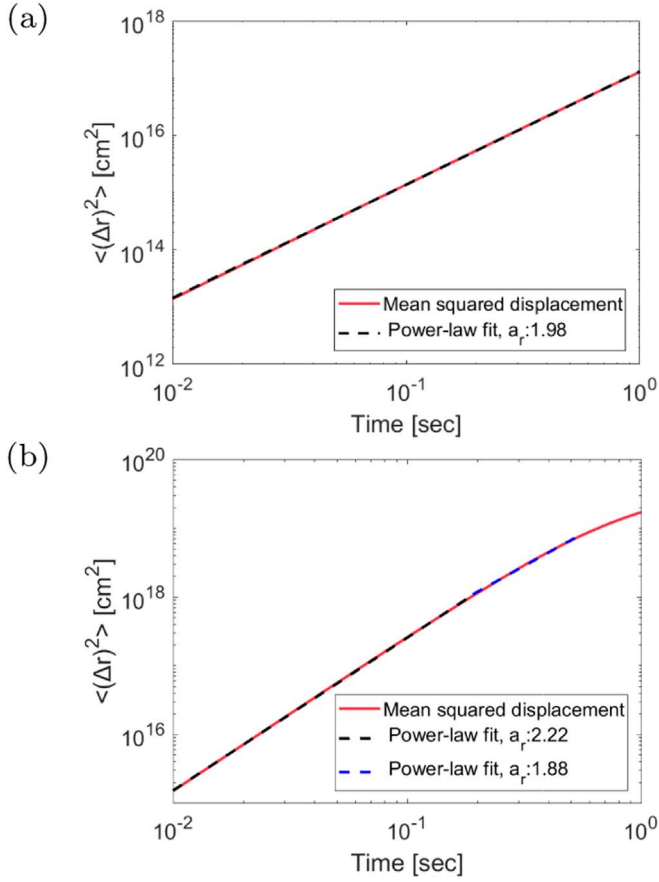 (a)
10^18
10^16
10^14
10^12
<(Δr)^2> [cm^2]
Mean squared displacement
Power-law fit, a_r:1.98
10^-2
10^-1
10^0
Time [sec]
(b)
10^20
10^18
10^16
<(Δr)^2> [cm^2]
Mean squared displacement
Power-law fit, a_r:2.22
Power-law fit, a_r:1.88
10^-2
10^-1
10^0
Time [sec]